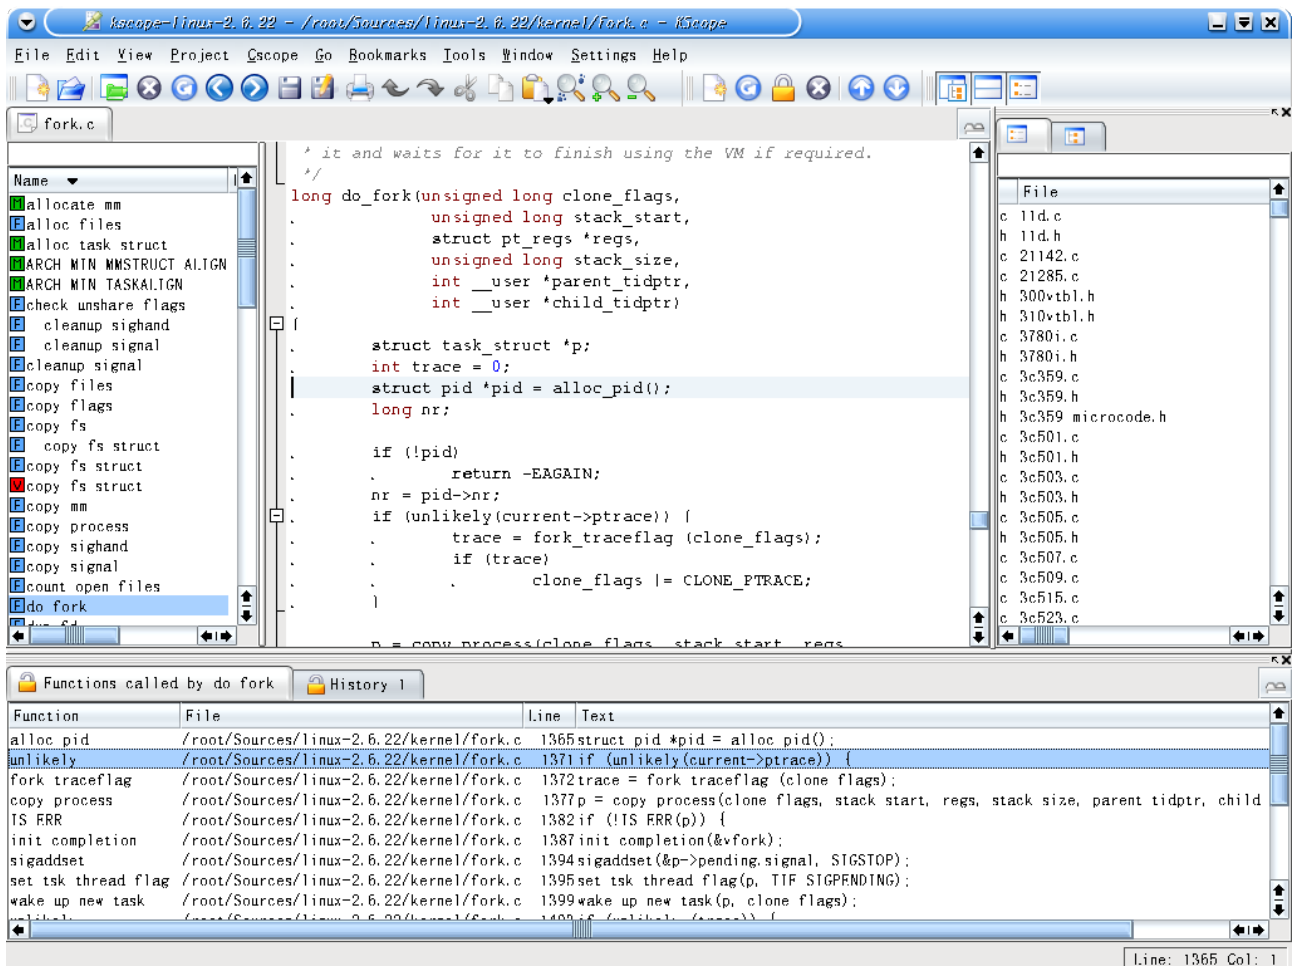 kscope-linux-2.6.22 - /root/Sources/linux-2.6.22/kernel/fork.c - KScope
File Edit View Project Cscope Go Bookmarks Tools Window Settings Help
fork.c
Name
allocate mm
alloc files
alloc task struct
ARCH MIN MMSTRUCT ALIGN
ARCH MIN TASKALIGN
check unshare flags
cleanup sighand
cleanup signal
cleanup signal
copy files
copy flags
copy fs
copy fs struct
copy fs struct
copy fs struct
copy mm
copy process
copy sighand
copy signal
count open files
do fork
* it and waits for it to finish using the VM if required.
*/
long do_fork(unsigned long clone_flags,
unsigned long stack_start,
struct pt_regs *regs,
unsigned long stack_size,
int __user *parent_tidptr,
int __user *child_tidptr)
{
struct task_struct *p;
int trace = 0;
struct pid *pid = alloc_pid();
long nr;
if (!pid)
return -EAGAIN;
nr = pid->nr;
if (unlikely(current->ptrace)) {
trace = fork_traceflag (clone_flags);
if (trace)
clone_flags |= CLONE_PTRACE;
}
p = copy_process(clone_flags, stack_start, regs,
File
c 11d.c
h 11d.h
c 21142.c
c 21285.c
h 300vtbl.h
h 310vtbl.h
c 3780i.c
h 3780i.h
c 3c359.c
h 3c359.h
h 3c359 microcode.h
c 3c501.c
h 3c501.h
c 3c503.c
h 3c503.h
c 3c505.c
h 3c505.h
c 3c507.c
c 3c509.c
c 3c515.c
c 3c523.c
Functions called by do fork
History 1
Function File Line Text
alloc pid /root/Sources/linux-2.6.22/kernel/fork.c 1365 struct pid *pid = alloc pid();
unlikely /root/Sources/linux-2.6.22/kernel/fork.c 1371 if (unlikely(current->ptrace)) {
fork traceflag /root/Sources/linux-2.6.22/kernel/fork.c 1372 trace = fork traceflag (clone flags);
copy process /root/Sources/linux-2.6.22/kernel/fork.c 1377 p = copy process(clone flags, stack start, regs, stack size, parent tidptr, child
IS ERR /root/Sources/linux-2.6.22/kernel/fork.c 1382 if (!IS ERR(p)) {
init completion /root/Sources/linux-2.6.22/kernel/fork.c 1387 init completion(&vfork);
sigaddset /root/Sources/linux-2.6.22/kernel/fork.c 1394 sigaddset(&p->pending.signal, SIGSTOP);
set tsk thread flag /root/Sources/linux-2.6.22/kernel/fork.c 1395 set tsk thread flag(p, TIF SIGPENDING);
wake up new task /root/Sources/linux-2.6.22/kernel/fork.c 1399 wake up new task(p, clone flags);
Line: 1365 Col: 1